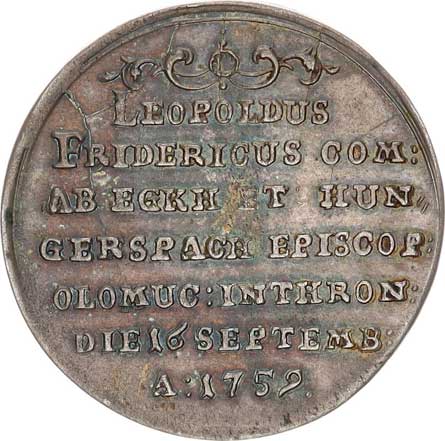 LEOPOLDUS
FRIDERICUS COM:
AB EGKH ET HUN„
GERSPACH EPISCOP:
OLOMUC: INTHRON:
DIE 16 SEPTEMB:
A: 1759.